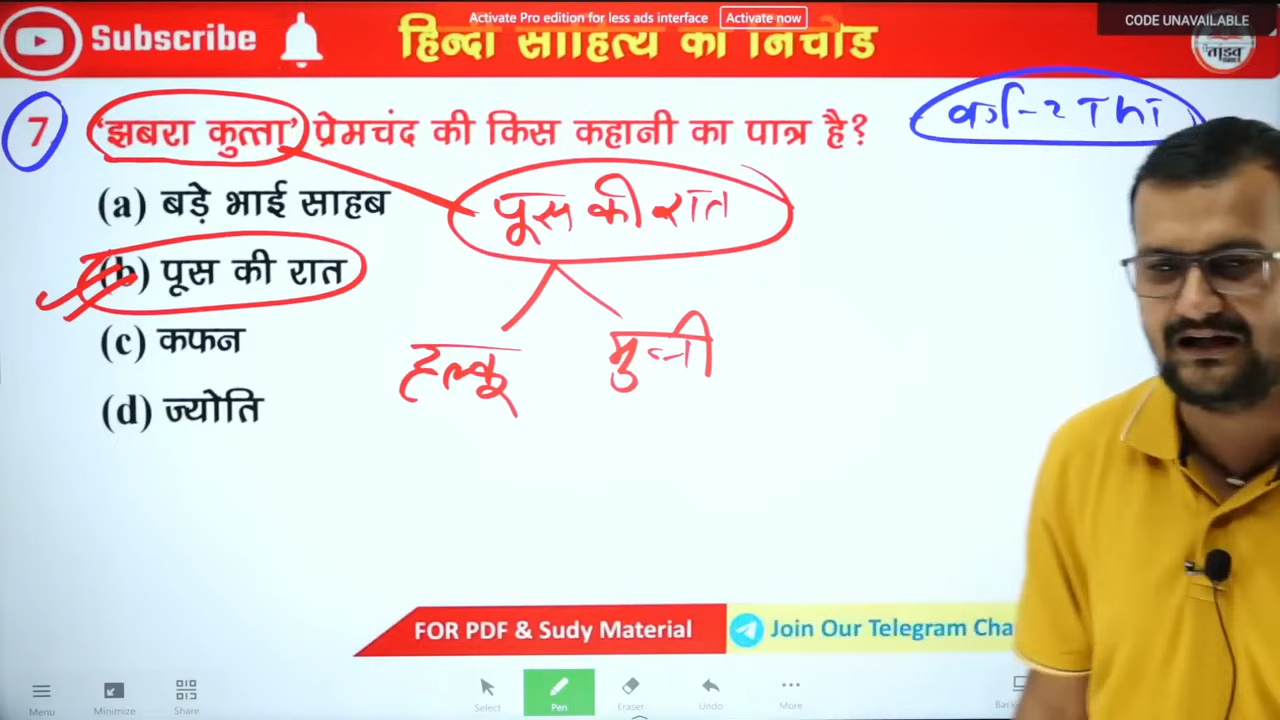 Activate Pro edition for less ads interface Activate now
CODE UNAVAILABLE
Subscribe
हिन्दी साहित्य का निचोड़
7 'झबरा कुत्ता' प्रेमचंद की किस कहानी का पात्र है?
(a) बड़े भाई साहब
पूस की रात
(b) पूस की रात
हल्कू
मुन्नी
(c) कफन
(d) ज्योति
FOR PDF & Sudy Material
Join Our Telegram Cha
Menu
Minimize
Share
Select
Pen
Eraser
Undo
More